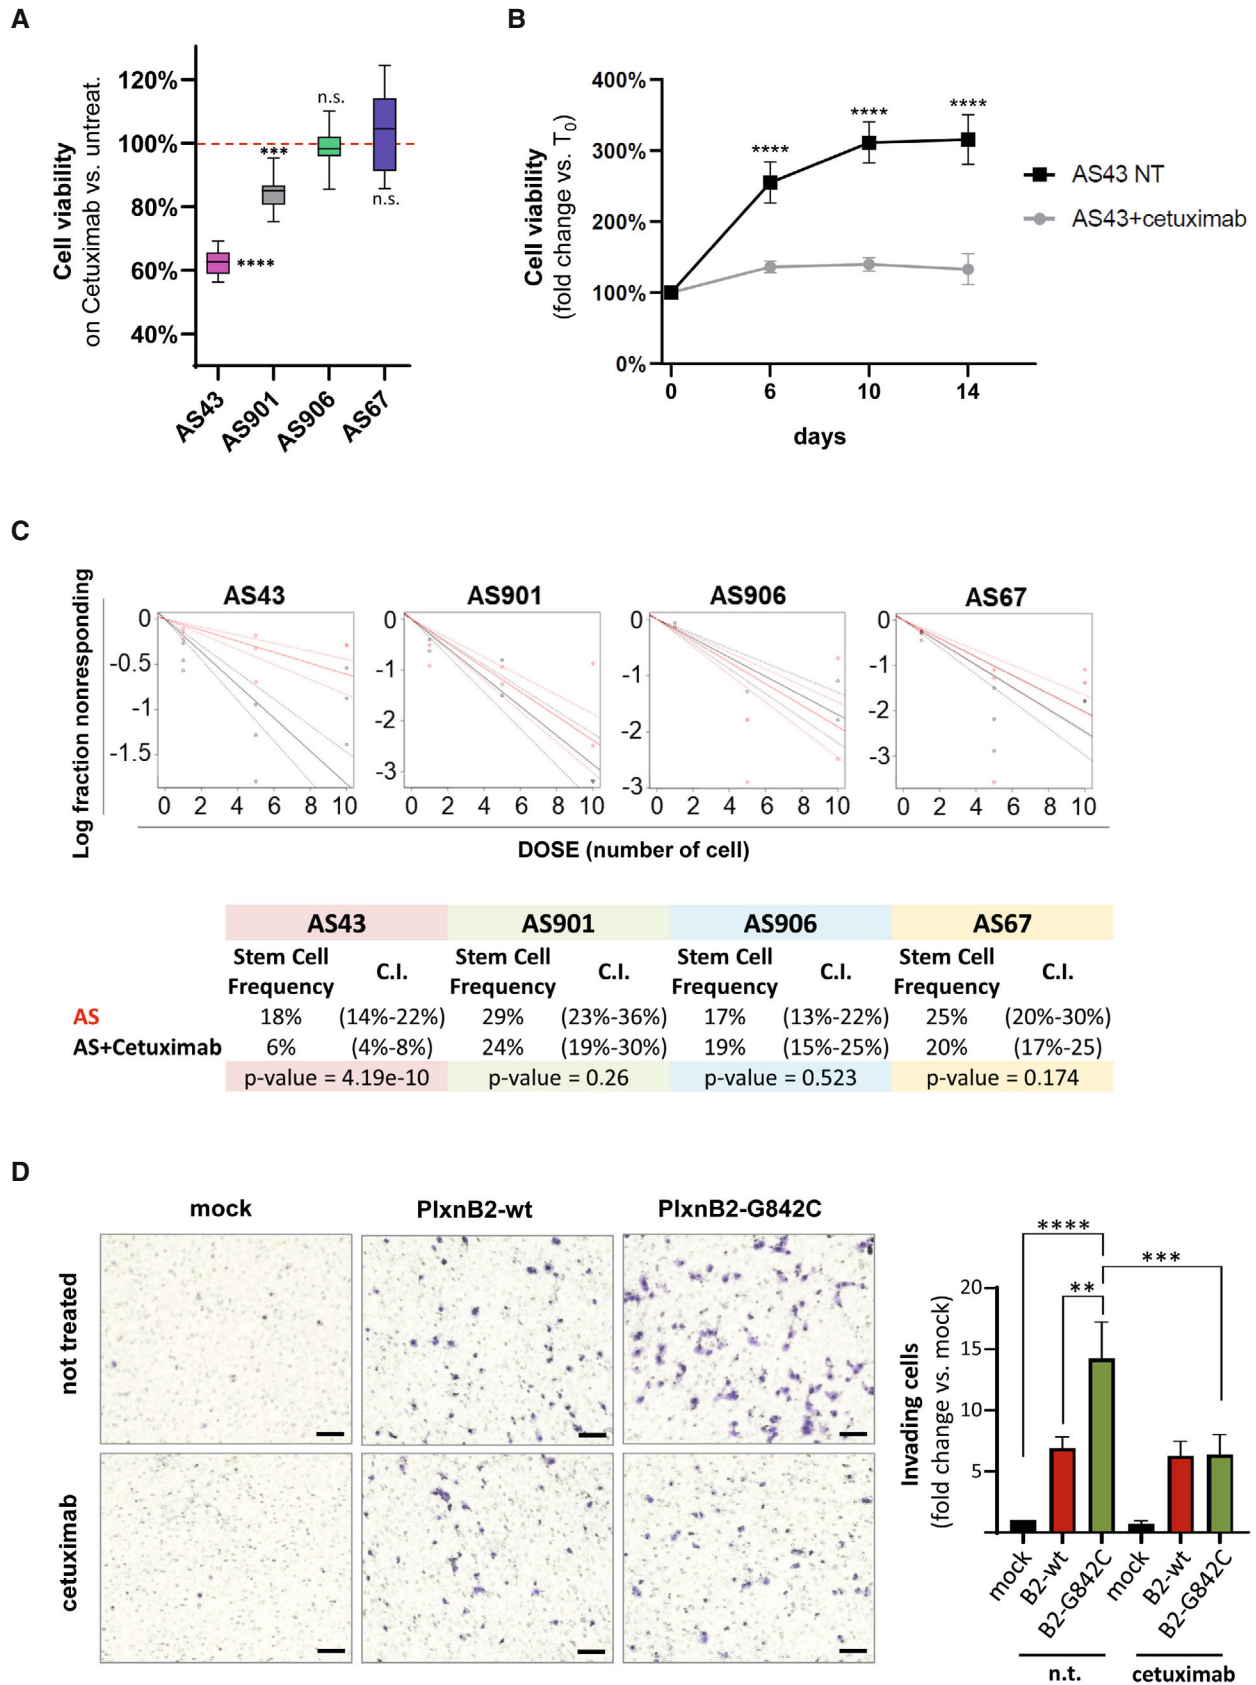 A
Cell viability
on Cetuximab vs. untreat.
120%
100%
80%
60%
40%
n.s.
***
****
n.s.
AS43
AS901
AS906
AS67
B
Cell viability
(fold change vs. T0)
400%
300%
200%
100%
0%
****
****
****
0
6
10
14
days
AS43 NT
AS43+cetuximab
C
Log fraction nonresponding
AS43
0
-0.5
-1
-1.5
0 2 4 6 8 10
AS901
0
-1
-2
-3
0 2 4 6 8 10
AS906
0
-1
-2
-3
0 2 4 6 8 10
AS67
0
-1
-2
-3
0 2 4 6 8 10
DOSE (number of cell)
AS43 AS901 AS906 AS67
Stem Cell Frequency C.I. Stem Cell Frequency C.I. Stem Cell Frequency C.I. Stem Cell Frequency C.I.
AS 18% (14%-22%) 29% (23%-36%) 17% (13%-22%) 25% (20%-30%)
AS+Cetuximab 6% (4%-8%) 24% (19%-30%) 19% (15%-25%) 20% (17%-25)
p-value = 4.19e-10 p-value = 0.26 p-value = 0.523 p-value = 0.174
D
mock PlxnB2-wt PlxnB2-G842C
not treated
cetuximab
Invading cells
(fold change vs. mock)
20
15
10
5
****
***
**
mock
B2-wt
B2-G842C
mock
B2-wt
B2-G842C
n.t. cetuximab